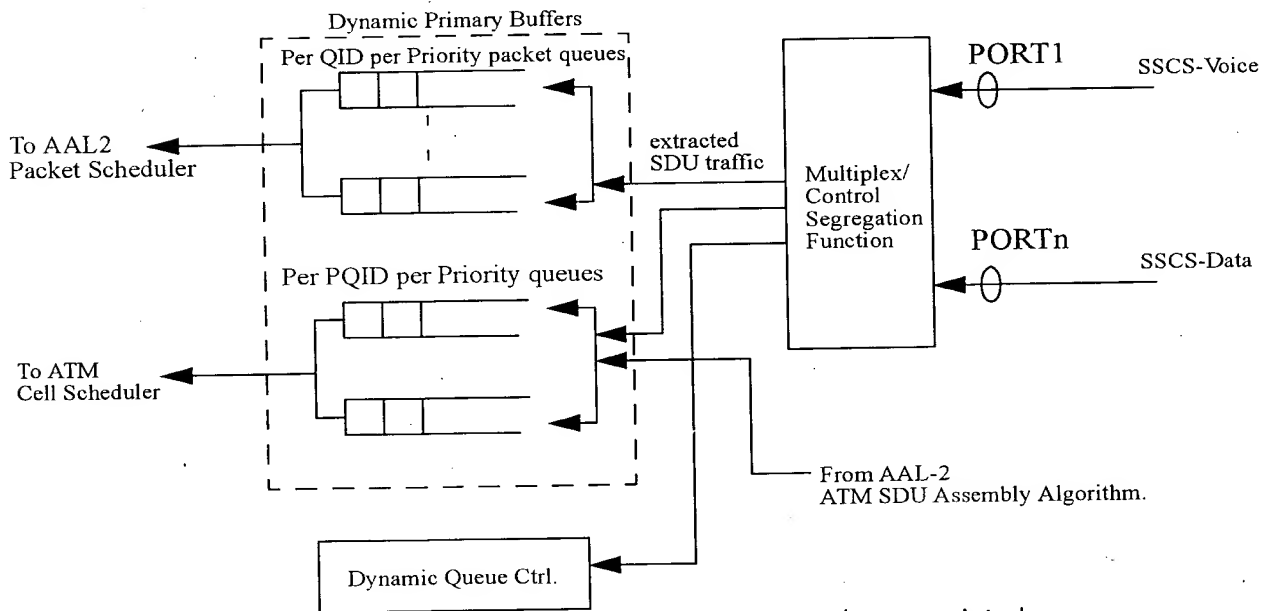 Dynamic Primary Buffers
Per QID per Priority packet queues
PORT1
SSCS-Voice
To AAL2
Packet Scheduler
extracted
SDU traffic
Multiplex/
Control
Segregation
Function
PORTn
SSCS-Data
Per PQID per Priority queues
To ATM
Cell Scheduler
From AAL-2
ATM SDU Assembly Algorithm.
Dynamic Queue Ctrl.